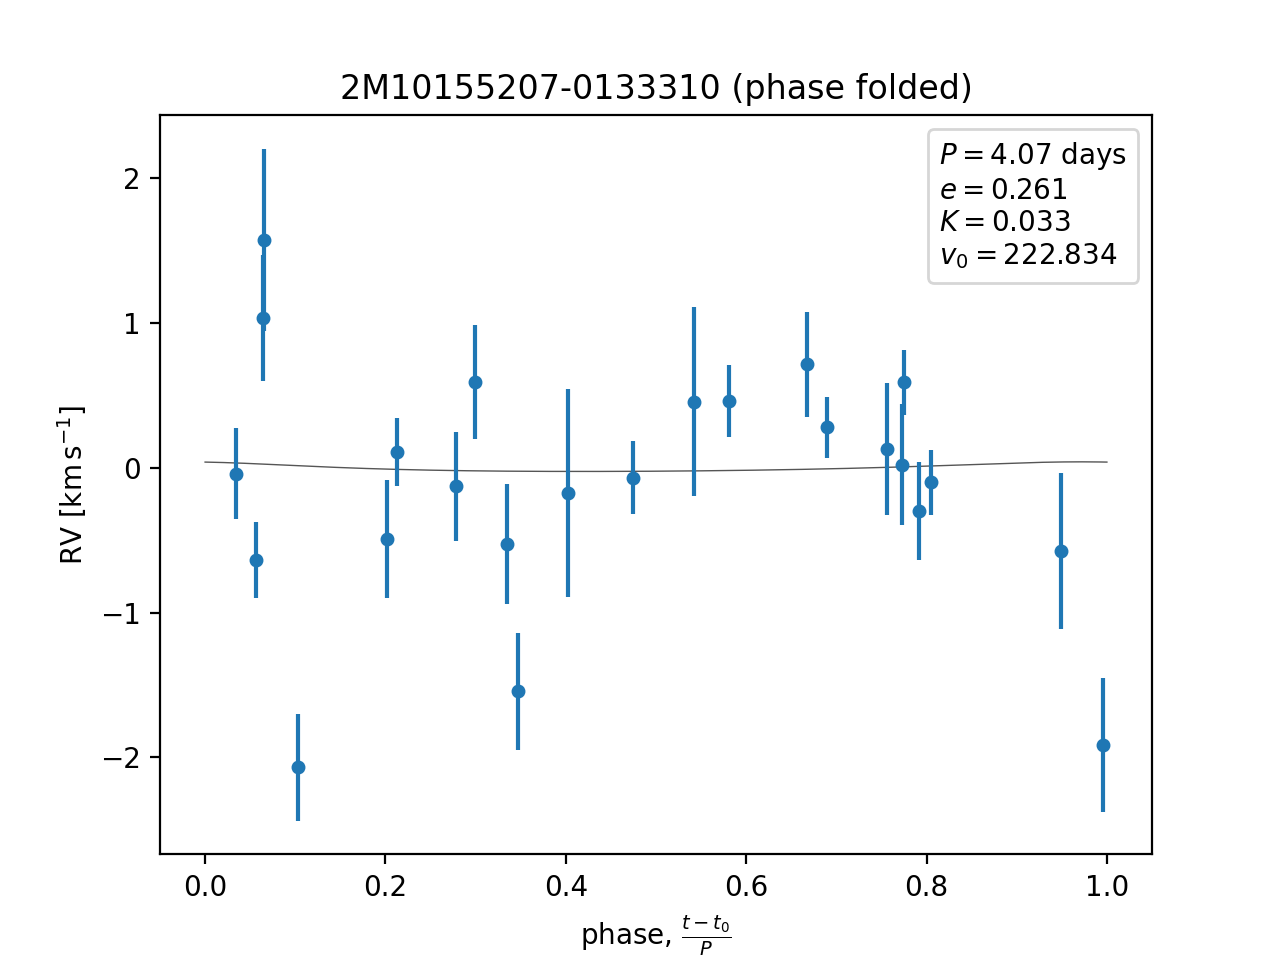 2M10155207-0133310 (phase folded)
P = 4.07 days
e = 0.261
K = 0.033
v₀ = 222.834
RV [km s⁻¹]
2
1
0
−1
−2
0.0 0.2 0.4 0.6 0.8 1.0
phase, (t − t₀)/P